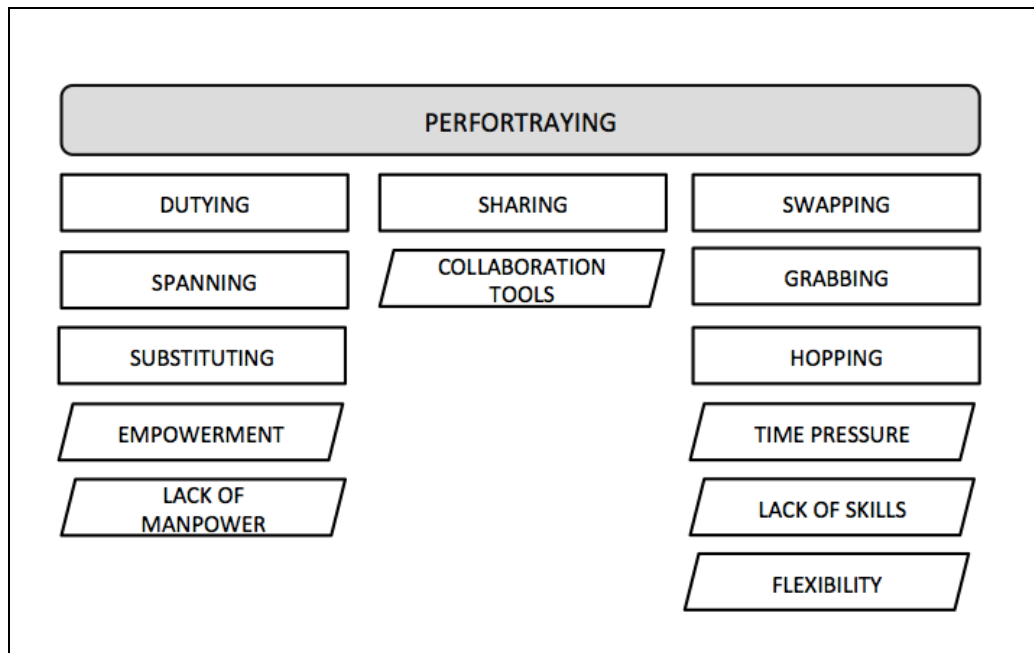 PERFORTRAYING
DUTYING
SHARING
SWAPPING
SPANNING
COLLABORATION
TOOLS
GRABBING
SUBSTITUTING
HOPPING
EMPOWERMENT
TIME PRESSURE
LACK OF
MANPOWER
LACK OF SKILLS
FLEXIBILITY